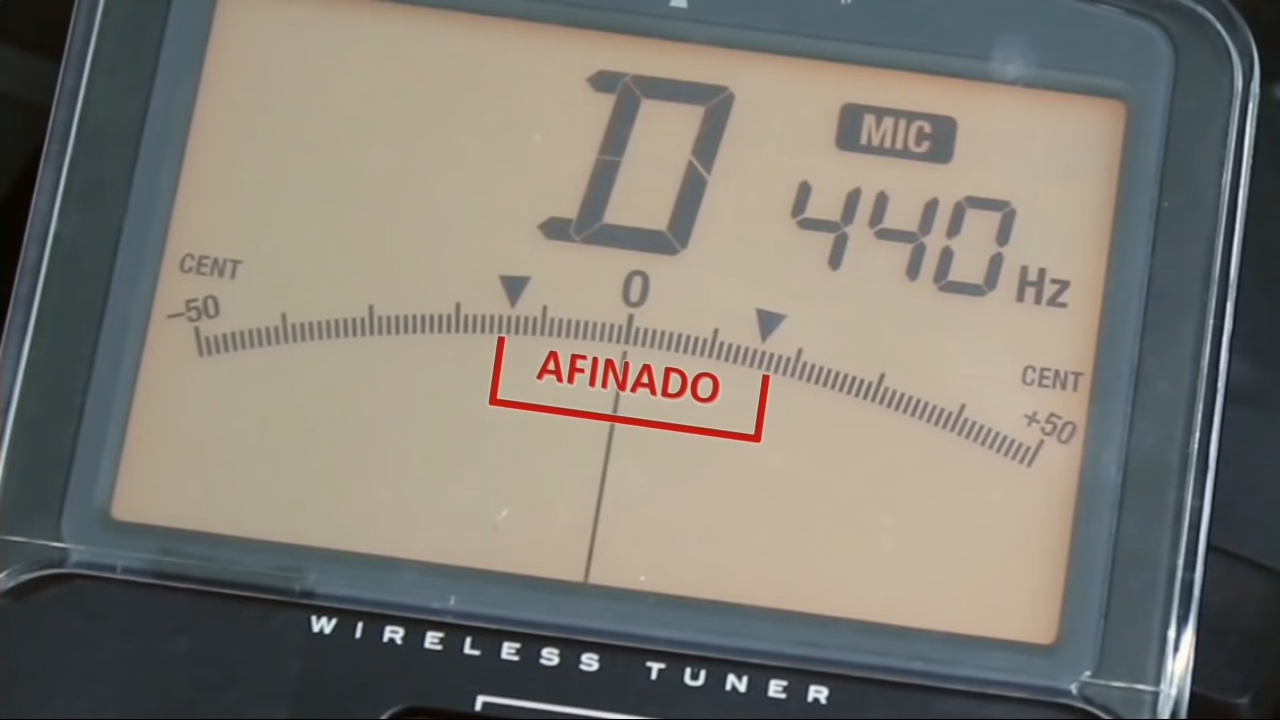 D
MIC
440 Hz
CENT
-50
0
CENT
+50
AFINADO
WIRELESS TUNER